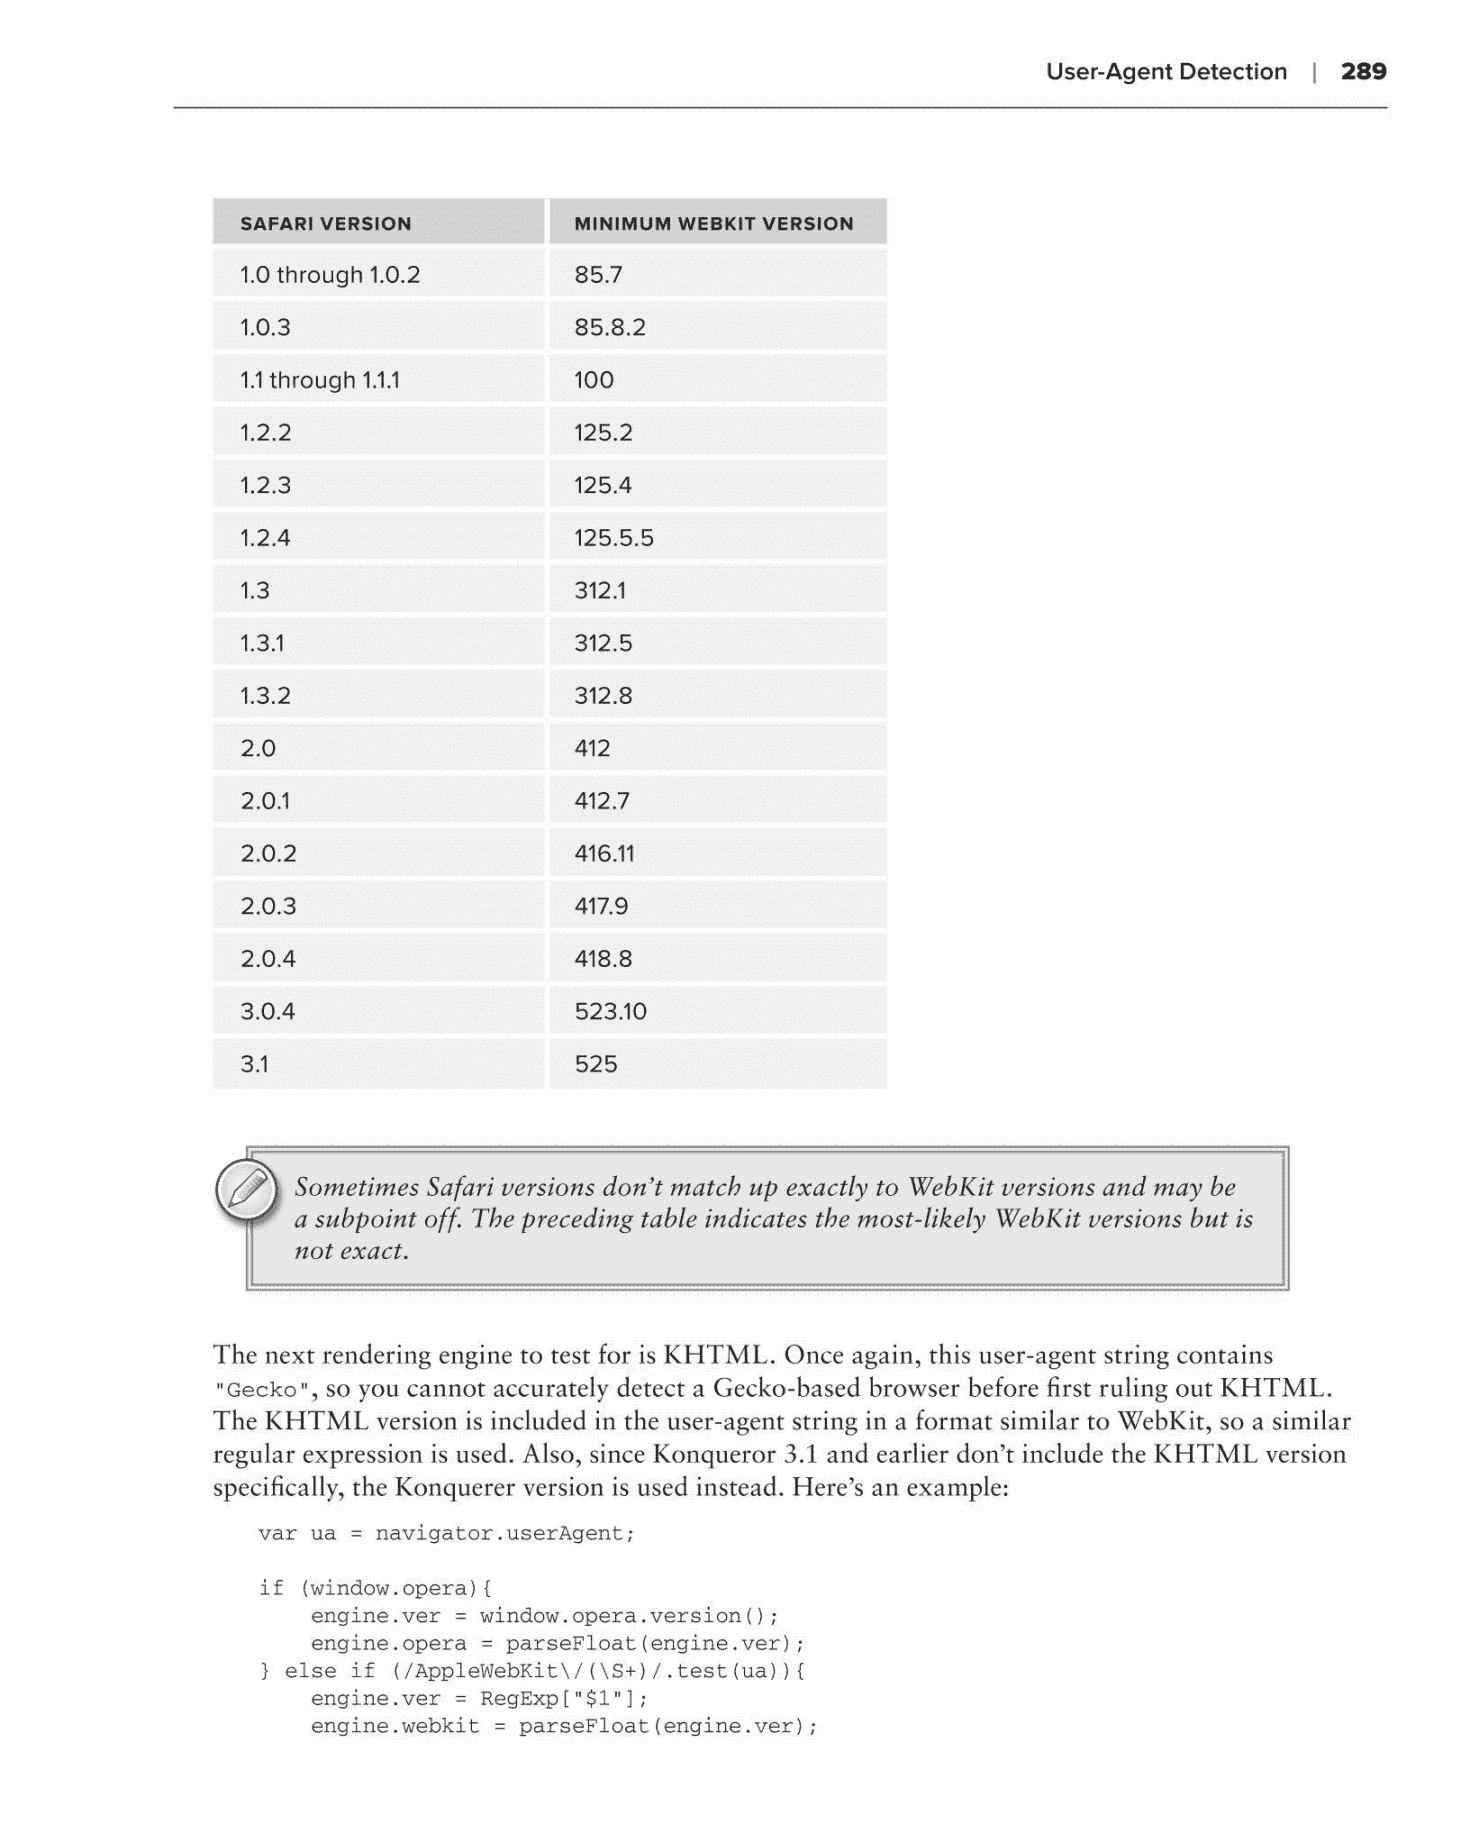 User-Agent Detection | 289
SAFARI VERSION MINIMUM WEBKIT VERSION
1.0 through 1.0.2 85.7
1.0.3 85.8.2
1.1 through 1.1.1 100
1.2.2 125.2
1.2.3 125.4
1.2.4 125.5.5
1.3 312.1
1.3.1 312.5
1.3.2 312.8
2.0 412
2.0.1 412.7
2.0.2 416.11
2.0.3 417.9
2.0.4 418.8
3.0.4 523.10
3.1 525
Sometimes Safari versions don't match up exactly to WebKit versions and may be
a subpoint off. The preceding table indicates the most-likely WebKit versions but is
not exact.
The next rendering engine to test for is KHTML. Once again, this user-agent string contains
"Gecko", so you cannot accurately detect a Gecko-based browser before first ruling out KHTML.
The KHTML version is included in the user-agent string in a format similar to WebKit, so a similar
regular expression is used. Also, since Konqueror 3.1 and earlier don't include the KHTML version
specifically, the Konquerer version is used instead. Here's an example:
var ua = navigator.userAgent;
if (window.opera){
    engine.ver = window.opera.version();
    engine.opera = parseFloat(engine.ver);
} else if (/AppleWebKit\/(\S+)/.test(ua)){
    engine.ver = RegExp["$1"];
    engine.webkit = parseFloat(engine.ver);